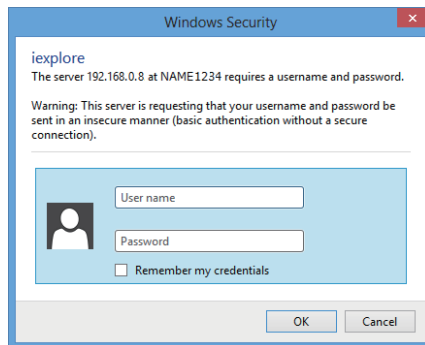 Windows Security
iexplore
The server 192.168.0.8 at NAME1234 requires a username and password.
Warning: This server is requesting that your username and password be
sent in an insecure manner (basic authentication without a secure
connection).
User name
Password
Remember my credentials
OK Cancel